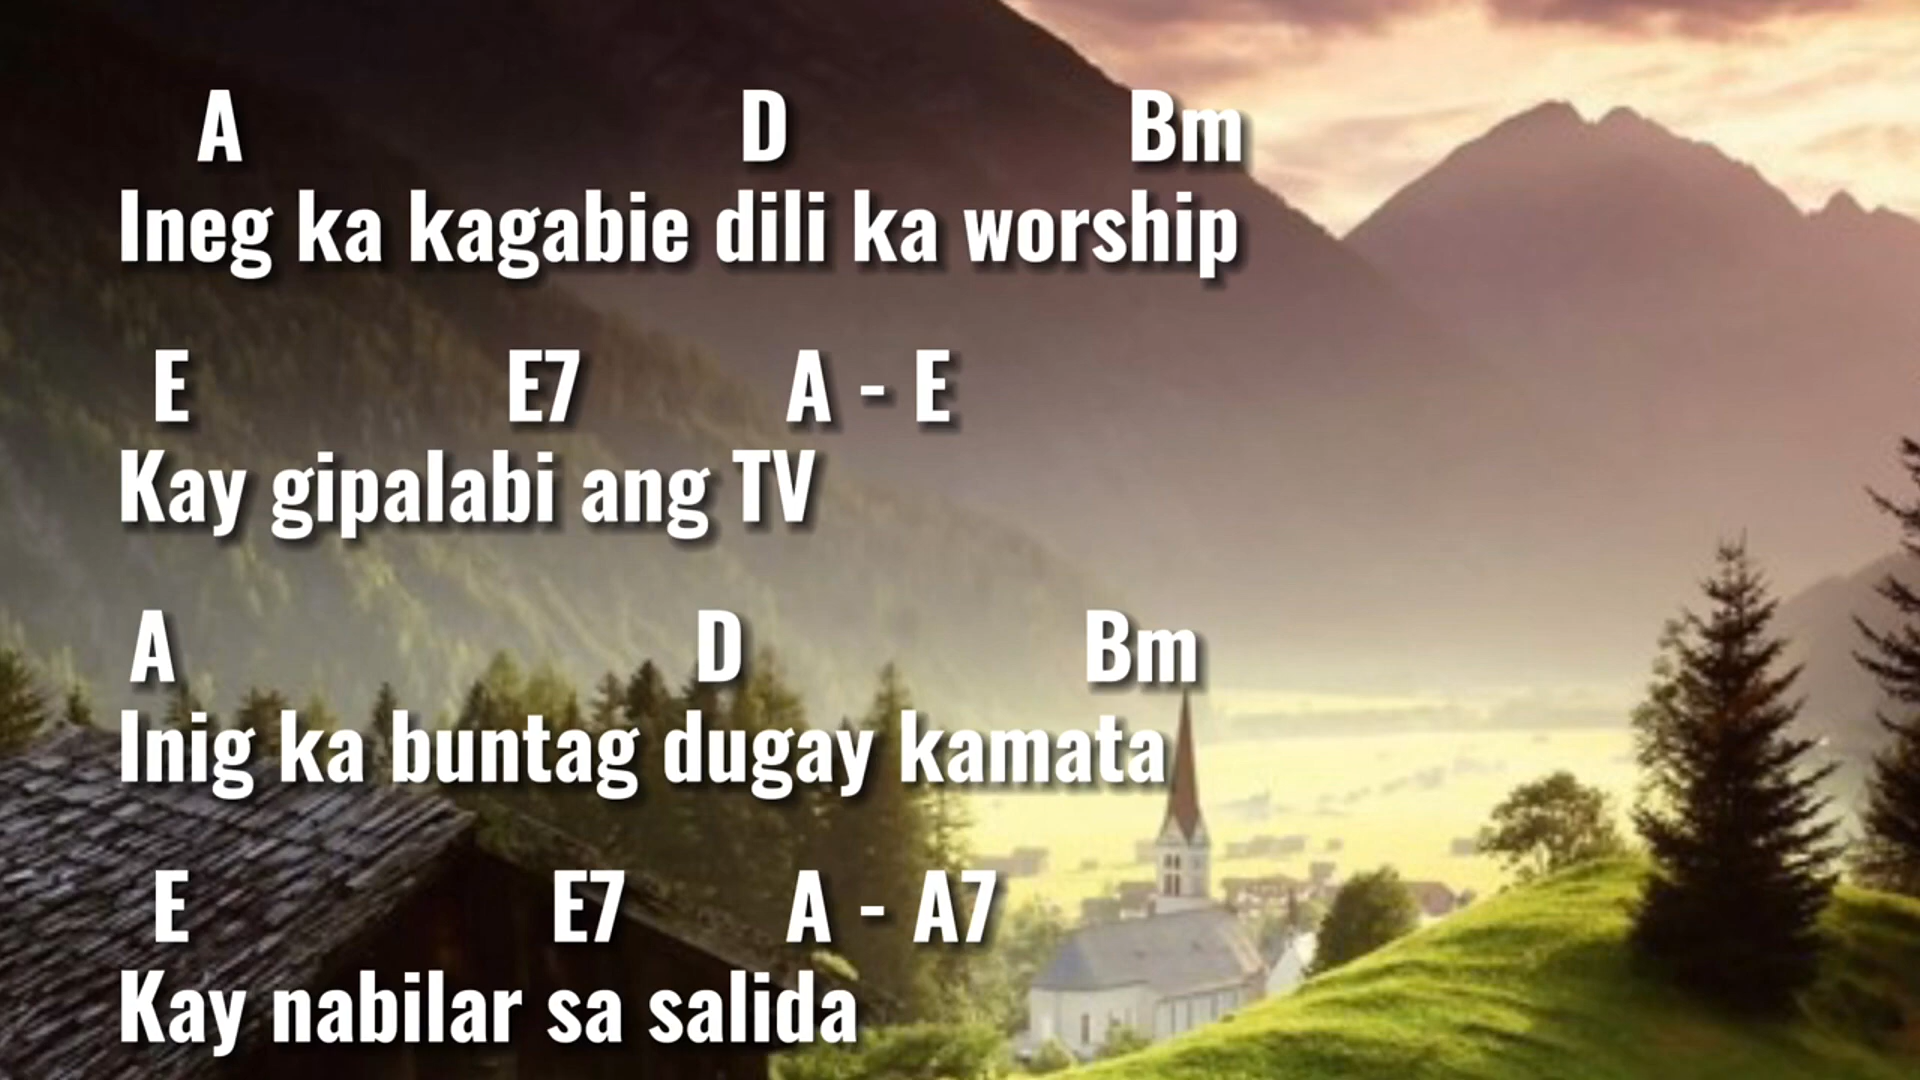 A D Bm
Ineg ka kagabie dili ka worship
E E7 A - E
Kay gipalabi ang TV
A D Bm
Inig ka buntag dugay kamata
E E7 A - A7
Kay nabilar sa salida